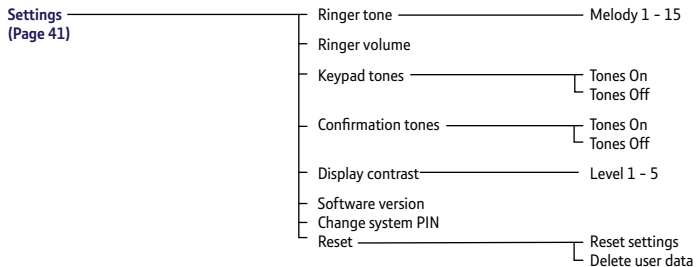 Settings
(Page 41)
Ringer tone
Melody 1 - 15
Ringer volume
Keypad tones
Tones On
Tones Off
Confirmation tones
Tones On
Tones Off
Display contrast
Level 1 - 5
Software version
Change system PIN
Reset
Reset settings
Delete user data